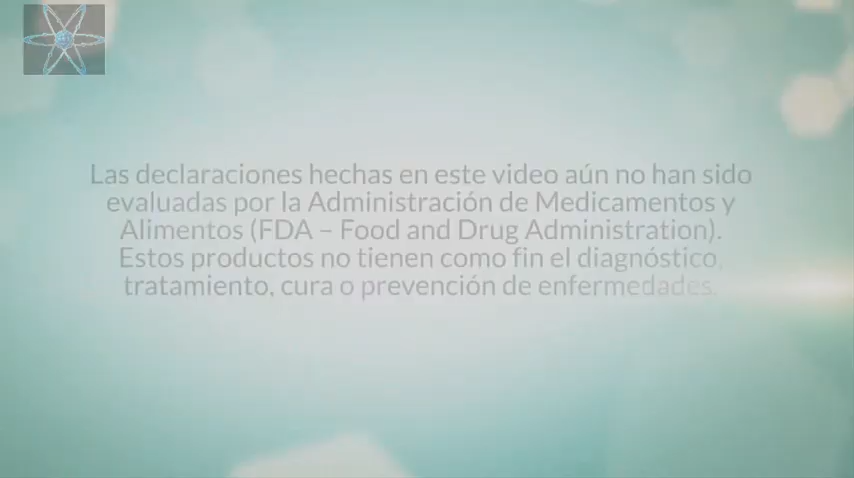 Las declaraciones hechas en este video aún no han sido
evaluadas por la Administración de Medicamentos y
Alimentos (FDA – Food and Drug Administration).
Estos productos no tienen como fin el diagnóstico,
tratamiento, cura o prevención de enfermedades.